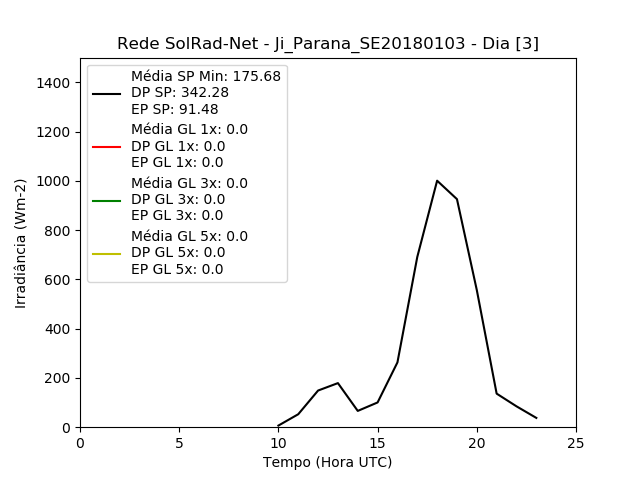 Rede SolRad-Net - Ji_Parana_SE20180103 - Dia [3]
Média SP Min: 175.68
DP SP: 342.28
EP SP: 91.48
Média GL 1x: 0.0
DP GL 1x: 0.0
EP GL 1x: 0.0
Média GL 3x: 0.0
DP GL 3x: 0.0
EP GL 3x: 0.0
Média GL 5x: 0.0
DP GL 5x: 0.0
EP GL 5x: 0.0
Irradiância (Wm-2)
1400
1200
1000
800
600
400
200
0
0 5 10 15 20 25
Tempo (Hora UTC)